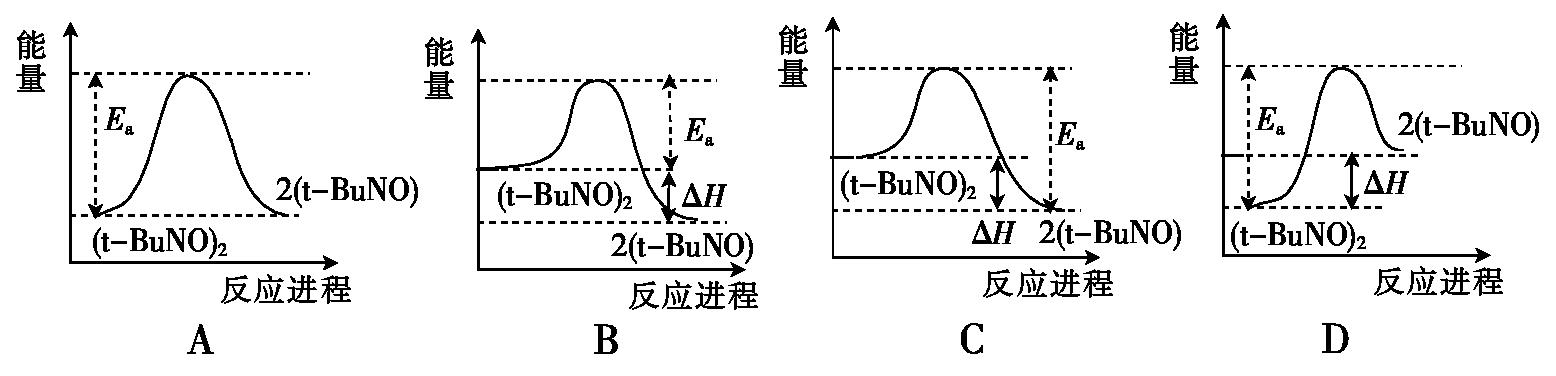 能量
Eₐ
2(t-BuNO)
(t-BuNO)₂
反应进程
A
能量
Eₐ
(t-BuNO)₂
ΔH
2(t-BuNO)
反应进程
B
能量
Eₐ
(t-BuNO)₂
ΔH
2(t-BuNO)
反应进程
C
能量
Eₐ
2(t-BuNO)
ΔH
(t-BuNO)₂
反应进程
D